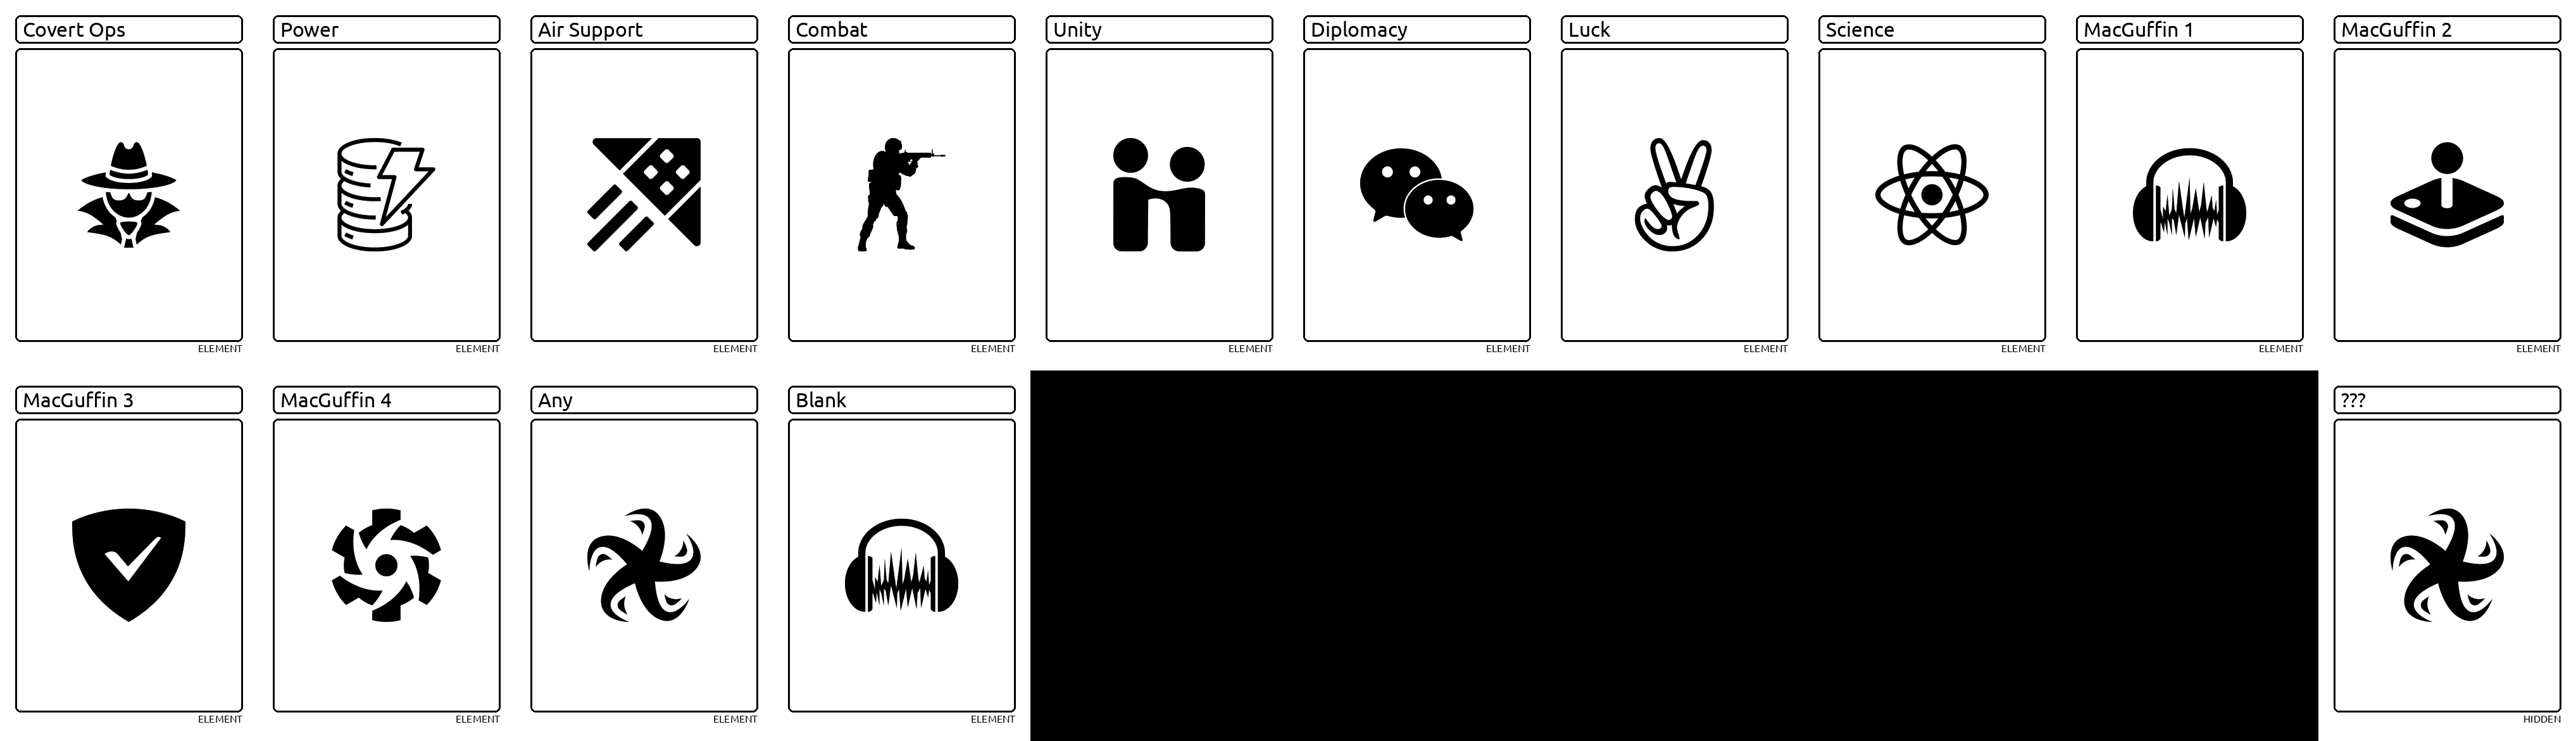 Covert Ops
Power
Air Support
Combat
Unity
Diplomacy
Luck
Science
MacGuffin 1
MacGuffin 2
ELEMENT
ELEMENT
ELEMENT
ELEMENT
ELEMENT
ELEMENT
ELEMENT
ELEMENT
ELEMENT
ELEMENT
MacGuffin 3
MacGuffin 4
Any
Blank
???
ELEMENT
ELEMENT
ELEMENT
ELEMENT
HIDDEN